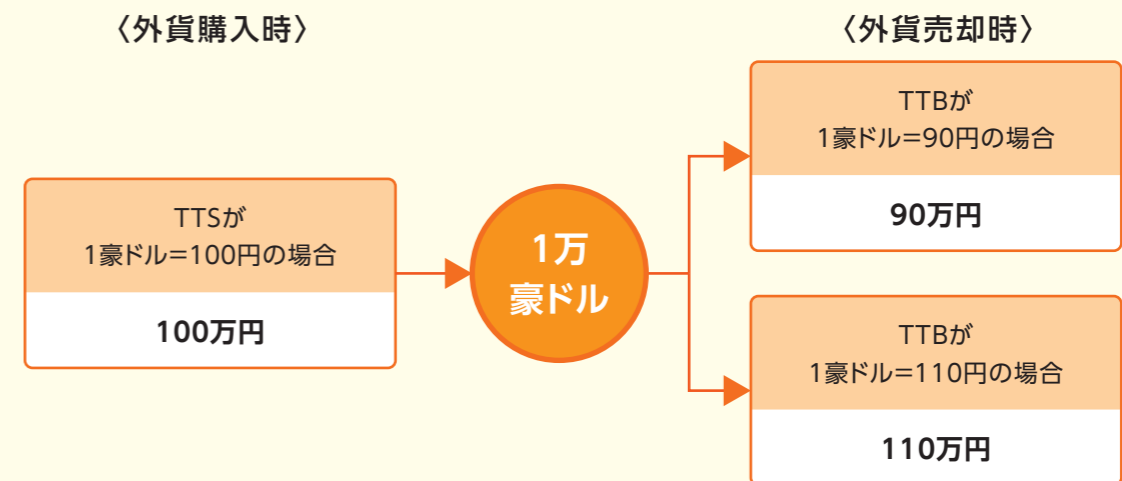 〈外貨購入時〉
TTSが
1豪ドル=100円の場合
100万円
1万
豪ドル
〈外貨売却時〉
TTBが
1豪ドル=90円の場合
90万円
TTBが
1豪ドル=110円の場合
110万円